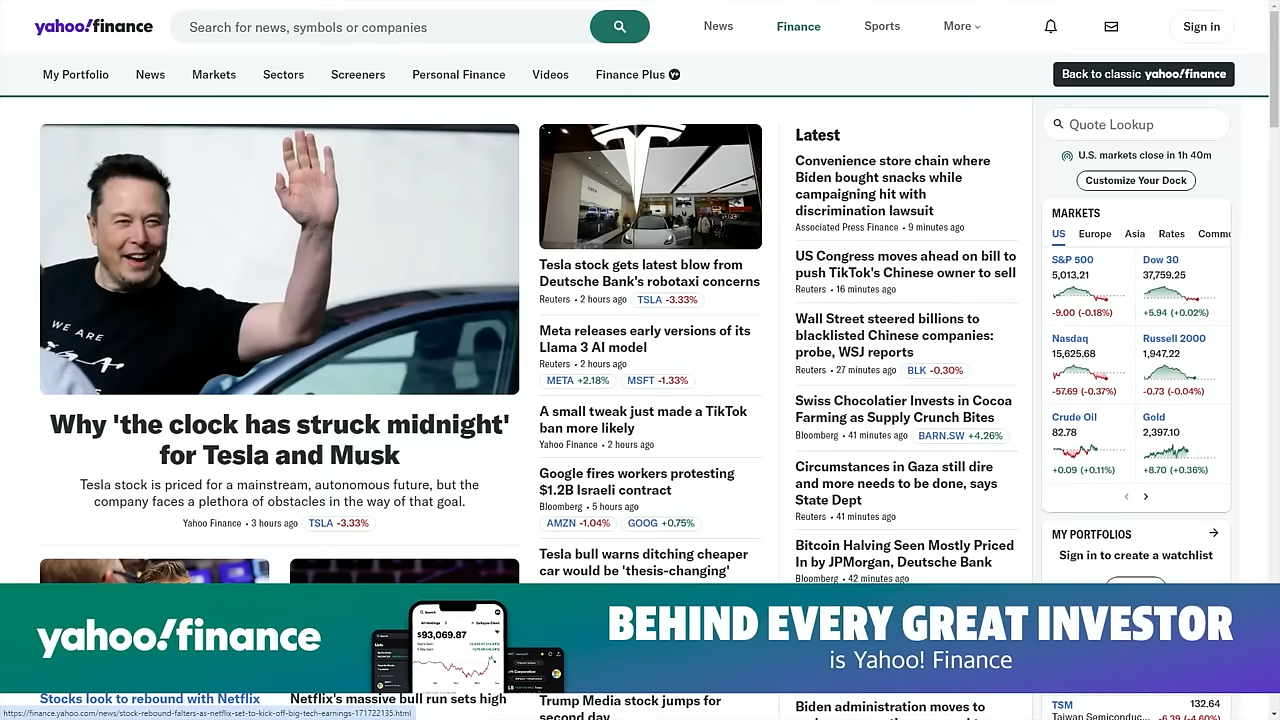 yahoo!finance
Search for news, symbols or companies
News
Finance
Sports
More
Sign in
My Portfolio
News
Markets
Sectors
Screeners
Personal Finance
Videos
Finance Plus
Back to classic yahoo!finance
WE ARE
Why 'the clock has struck midnight'
for Tesla and Musk
Tesla stock is priced for a mainstream, autonomous future, but the
company faces a plethora of obstacles in the way of that goal.
Yahoo Finance • 3 hours ago TSLA -3.33%
Tesla stock gets latest blow from
Deutsche Bank's robotaxi concerns
Reuters • 2 hours ago TSLA -3.33%
Meta releases early versions of its
Llama 3 AI model
Reuters • 2 hours ago
META +2.18% MSFT -1.33%
A small tweak just made a TikTok
ban more likely
Yahoo Finance • 2 hours ago
Google fires workers protesting
$1.2B Israeli contract
Bloomberg • 5 hours ago
AMZN -1.04% GOOG +0.75%
Tesla bull warns ditching cheaper
car would be 'thesis-changing'
Latest
Convenience store chain where
Biden bought snacks while
campaigning hit with
discrimination lawsuit
Associated Press Finance • 9 minutes ago
US Congress moves ahead on bill to
push TikTok's Chinese owner to sell
Reuters • 16 minutes ago
Wall Street steered billions to
blacklisted Chinese companies:
probe, WSJ reports
Reuters • 27 minutes ago BLK -0.30%
Swiss Chocolatier Invests in Cocoa
Farming as Supply Crunch Bites
Bloomberg • 41 minutes ago BARN.SW +4.26%
Circumstances in Gaza still dire
and more needs to be done, says
State Dept
Reuters • 41 minutes ago
Bitcoin Halving Seen Mostly Priced
In by JPMorgan, Deutsche Bank
Bloomberg • 42 minutes ago
Quote Lookup
U.S. markets close in 1h 40m
Customize Your Dock
MARKETS
US Europe Asia Rates Commo
S&P 500
5,013.21
-9.00 (-0.18%)
Dow 30
37,759.25
+5.94 (+0.02%)
Nasdaq
15,625.68
-57.69 (-0.37%)
Russell 2000
1,947.22
-0.73 (-0.04%)
Crude Oil
82.78
+0.09 (+0.11%)
Gold
2,397.10
+8.70 (+0.36%)
MY PORTFOLIOS
Sign in to create a watchlist
yahoo!finance
$93,069.87
BEHIND EVERY GREAT INVESTOR
is Yahoo! Finance
Stocks look to rebound with Netflix
Netflix's massive bull run sets high
Trump Media stock jumps for
second day
Biden administration moves to
TSM
132.64
Taiwan Semiconduc...
-6.39 (-4.60%)
https://finance.yahoo.com/news/stock-rebound-falters-as-netflix-set-to-kick-off-big-tech-earnings-171722135.html